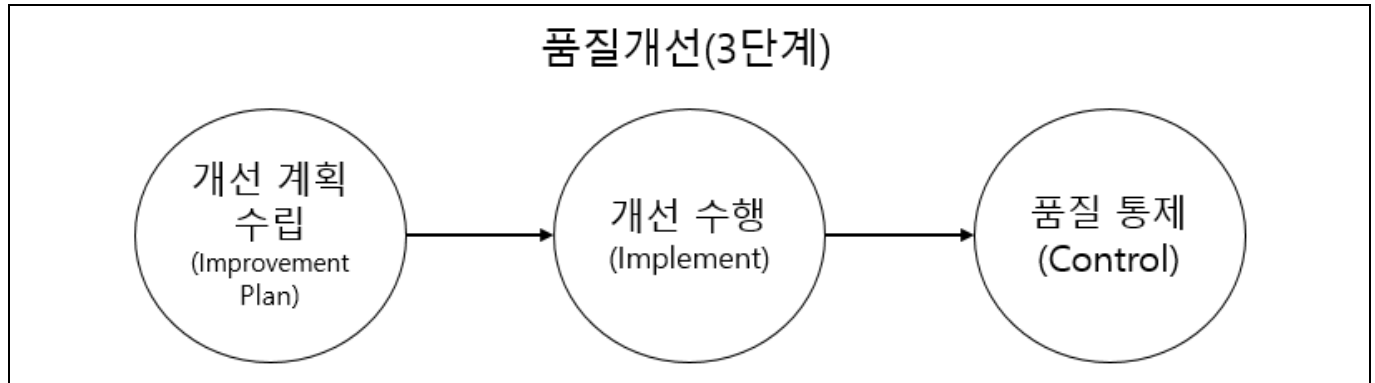 품질개선(3단계)
개선 계획
수립
(Improvement
Plan)
개선 수행
(Implement)
품질 통제
(Control)